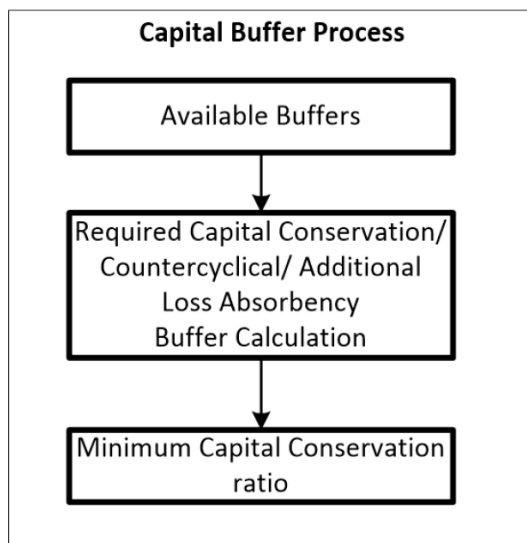 Capital Buffer Process
Available Buffers
Required Capital Conservation/
Countercyclical/ Additional
Loss Absorbency
Buffer Calculation
Minimum Capital Conservation
ratio